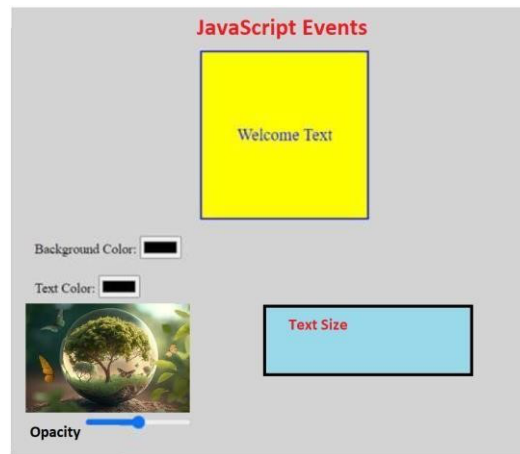 JavaScript Events
Welcome Text
Background Color:
Text Color:
Text Size
Opacity